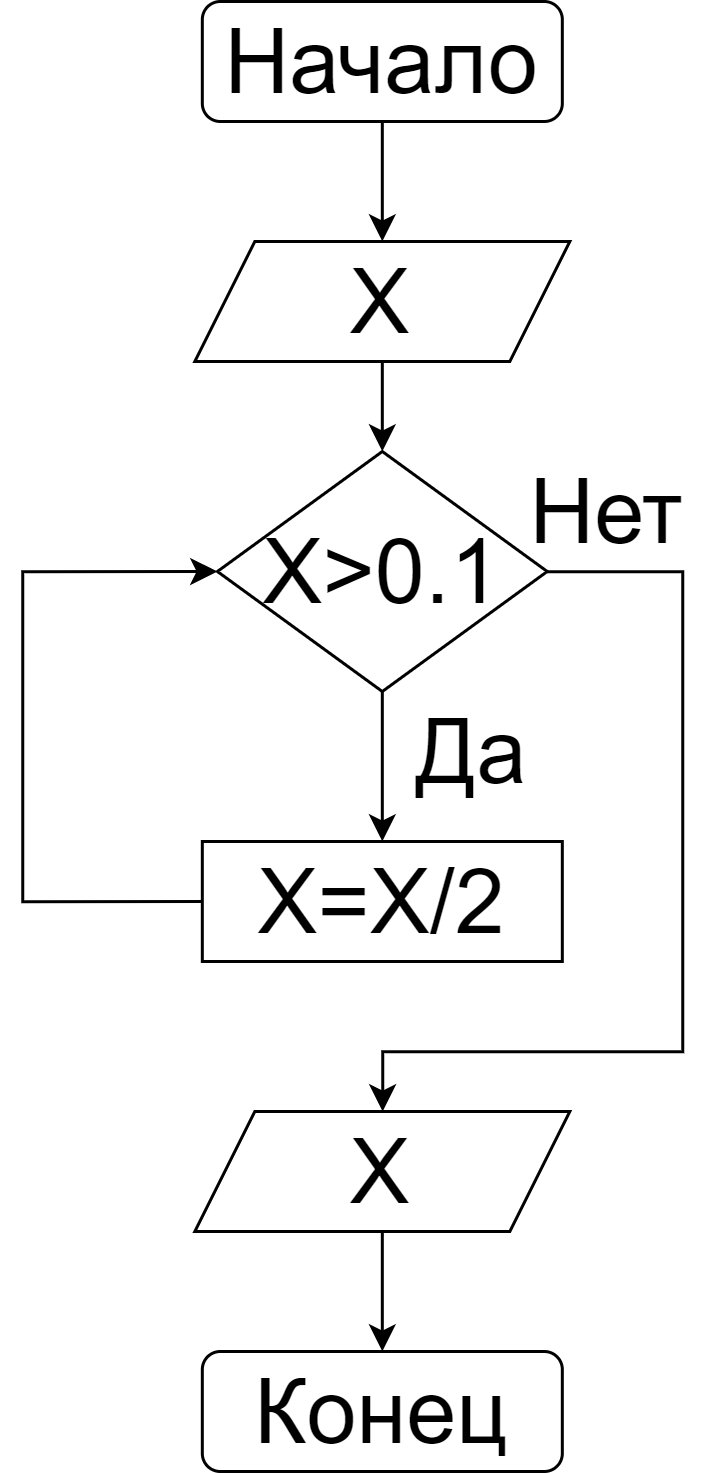 Начало
X
Нет
X>0.1
Да
X=X/2
X
Конец